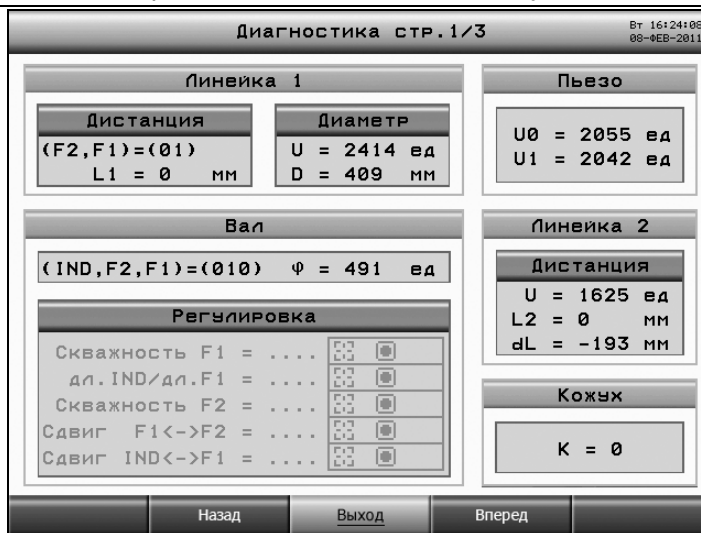 Диагностика стр.1/3
Вт 16:24:08
08-ФЕВ-2011
Линейка 1
Дистанция
(F2,F1)=(01)
L1 = 0 мм
Диаметр
U = 2414 ед
D = 409 мм
Пьезо
U0 = 2055 ед
U1 = 2042 ед
Вал
(IND,F2,F1)=(010) φ = 491 ед
Регулировка
Скважность F1 = ....
дл.IND/дл.F1 = ....
Скважность F2 = ....
Сдвиг F1<->F2 = ....
Сдвиг IND<->F1 = ....
Линейка 2
Дистанция
U = 1625 ед
L2 = 0 мм
dL = -193 мм
Кожух
K = 0
Назад Выход Вперед